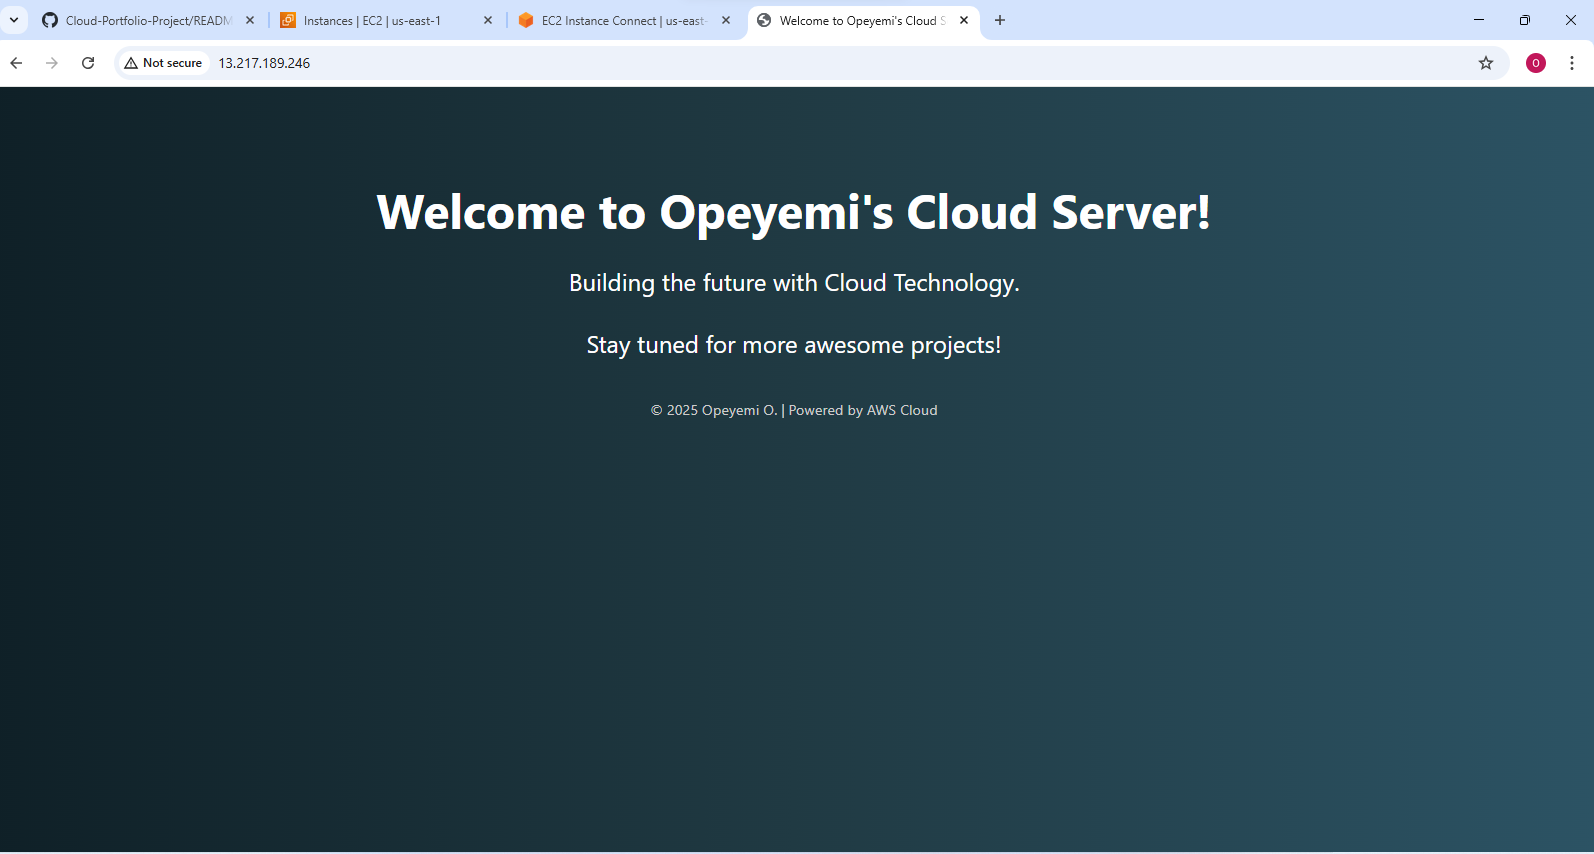 Cloud-Portfolio-Project/READM
Instances | EC2 | us-east-1
EC2 Instance Connect | us-east-
Welcome to Opeyemi's Cloud S
Not secure
13.217.189.246
O
Welcome to Opeyemi's Cloud Server!
Building the future with Cloud Technology.
Stay tuned for more awesome projects!
© 2025 Opeyemi O. | Powered by AWS Cloud